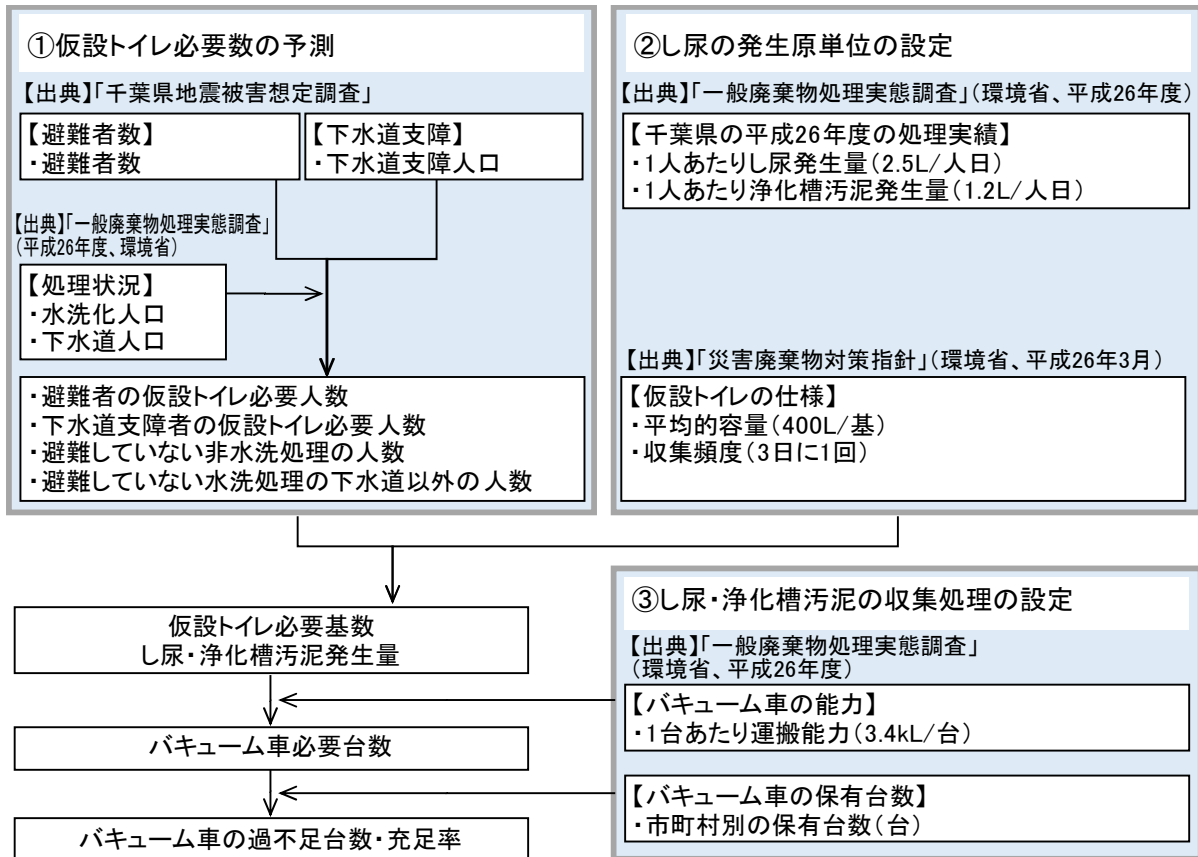 ①仮設トイレ必要数の予測
【出典】「千葉県地震被害想定調査」
【避難者数】
・避難者数
【下水道支障】
・下水道支障人口
【出典】「一般廃棄物処理実態調査」
(平成26年度、環境省)
【処理状況】
・水洗化人口
・下水道人口
・避難者の仮設トイレ必要人数
・下水道支障者の仮設トイレ必要人数
・避難していない非水洗処理の人数
・避難していない水洗処理の下水道以外の人数
②し尿の発生原単位の設定
【出典】「一般廃棄物処理実態調査」(環境省、平成26年度)
【千葉県の平成26年度の処理実績】
・1人あたりし尿発生量(2.5L/人日)
・1人あたり浄化槽汚泥発生量(1.2L/人日)
【出典】「災害廃棄物対策指針」(環境省、平成26年3月)
【仮設トイレの仕様】
・平均的容量(400L/基)
・収集頻度(3日に1回)
仮設トイレ必要基数
し尿・浄化槽汚泥発生量
バキューム車必要台数
バキューム車の過不足台数・充足率
③し尿・浄化槽汚泥の収集処理の設定
【出典】「一般廃棄物処理実態調査」
(環境省、平成26年度)
【バキューム車の能力】
・1台あたり運搬能力(3.4kL/台)
【バキューム車の保有台数】
・市町村別の保有台数(台)